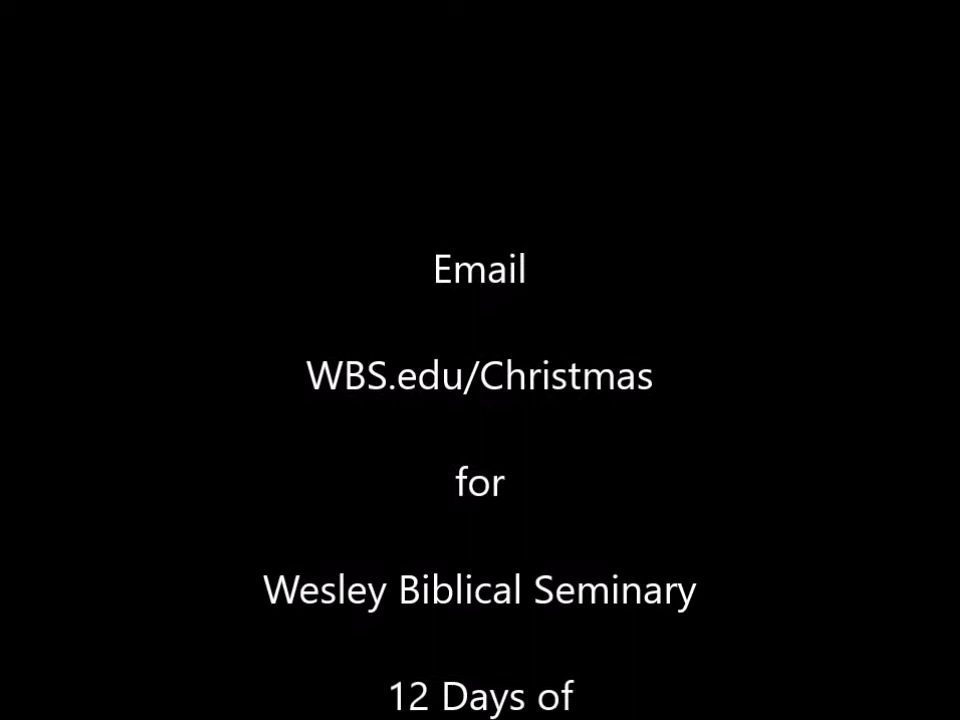 Email
WBS.edu/Christmas
for
Wesley Biblical Seminary
12 Days of